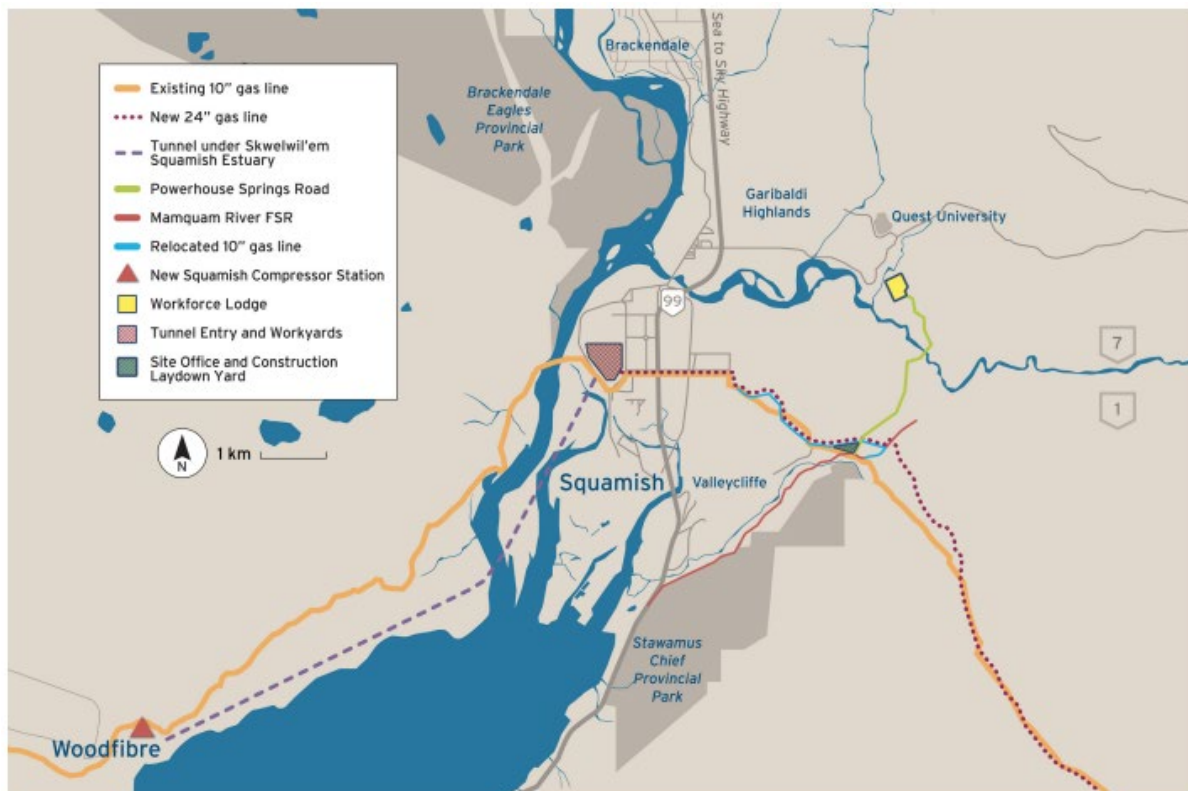 Existing 10” gas line
New 24” gas line
Tunnel under Skwelwil’em
Squamish Estuary
Powerhouse Springs Road
Mamquam River FSR
Relocated 10” gas line
New Squamish Compressor Station
Workforce Lodge
Tunnel Entry and Workyards
Site Office and Construction
Laydown Yard
N
1 km
Brackendale
Brackendale
Eagles
Provincial
Park
Sea to Sky Highway
Garibaldi
Highlands
Quest University
99
7
1
Squamish
Valleycliffe
Stawamus
Chief
Provincial
Park
Woodfibre